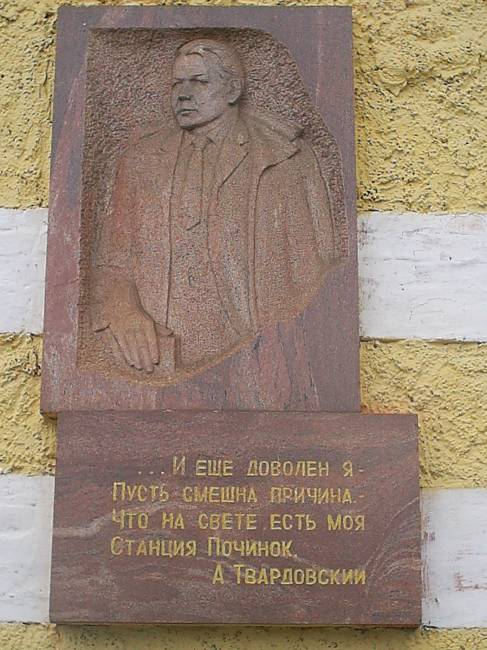 ...И ЕЩЕ ДОВОЛЕН Я-
ПУСТЬ СМЕШНА ПРИЧИНА.-
ЧТО НА СВЕТЕ ЕСТЬ МОЯ
СТАНЦИЯ ПОЧИНОК.
А ТВАРДОВСКИЙ